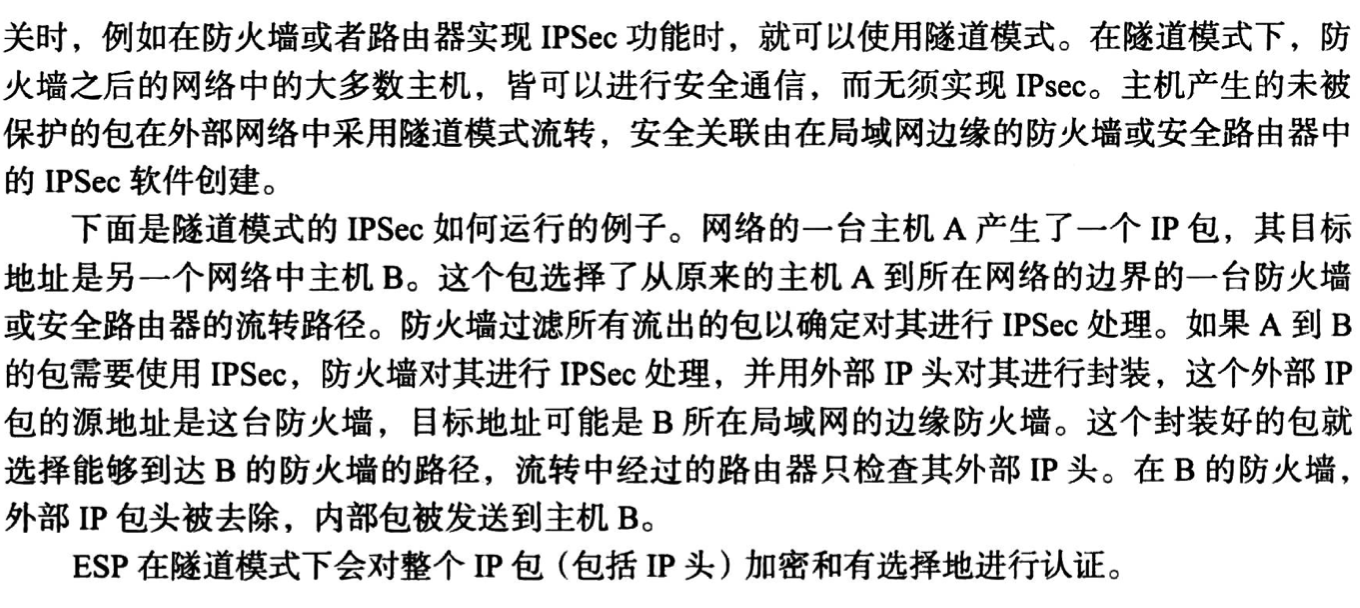 关时，例如在防火墙或者路由器实现 IPSec 功能时，就可以使用隧道模式。在隧道模式下，防
火墙之后的网络中的大多数主机，皆可以进行安全通信，而无须实现 IPsec。主机产生的未被
保护的包在外部网络中采用隧道模式流转，安全关联由在局域网边缘的防火墙或安全路由器中
的 IPSec 软件创建。
下面是隧道模式的 IPSec 如何运行的例子。网络的一台主机 A 产生了一个 IP 包，其目标
地址是另一个网络中主机 B。这个包选择了从原来的主机 A 到所在网络的边界的一台防火墙
或安全路由器的流转路径。防火墙过滤所有流出的包以确定对其进行 IPSec 处理。如果 A 到 B
的包需要使用 IPSec，防火墙对其进行 IPSec 处理，并用外部 IP 头对其进行封装，这个外部 IP
包的源地址是这台防火墙，目标地址可能是 B 所在局域网的边缘防火墙。这个封装好的包就
选择能够到达 B 的防火墙的路径，流转中经过的路由器只检查其外部 IP 头。在 B 的防火墙，
外部 IP 包头被去除，内部包被发送到主机 B。
ESP 在隧道模式下会对整个 IP 包（包括 IP 头）加密和有选择地进行认证。